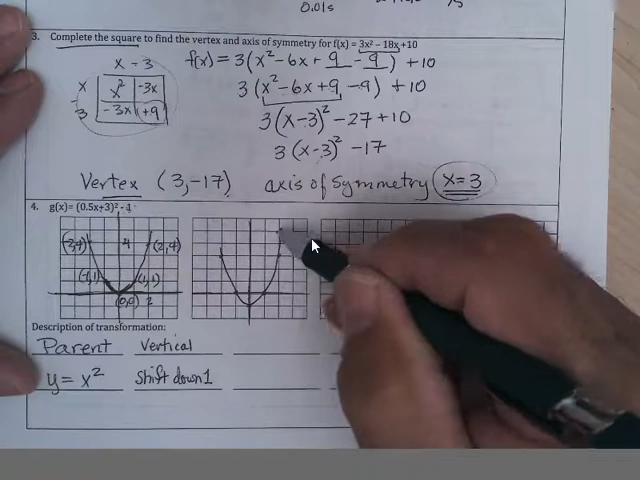 0.01s
3. Complete the square to find the vertex and axis of symmetry for f(x) = 3x² – 18x +10
x - 3
x x² -3x
-3 -3x +9
f(x) = 3(x² - 6x + 9 - 9) + 10
3(x² - 6x + 9 - 9) + 10
3(x - 3)² - 27 + 10
3(x - 3)² - 17
Vertex (3, -17) axis of Symmetry x = 3
4. g(x)= (0.5x+3)² - 1
(-2,4) 4 (2,4)
(-1,1) (1,1)
(0,0) 2
Description of transformation:
Parent Vertical
y = x² Shift down 1